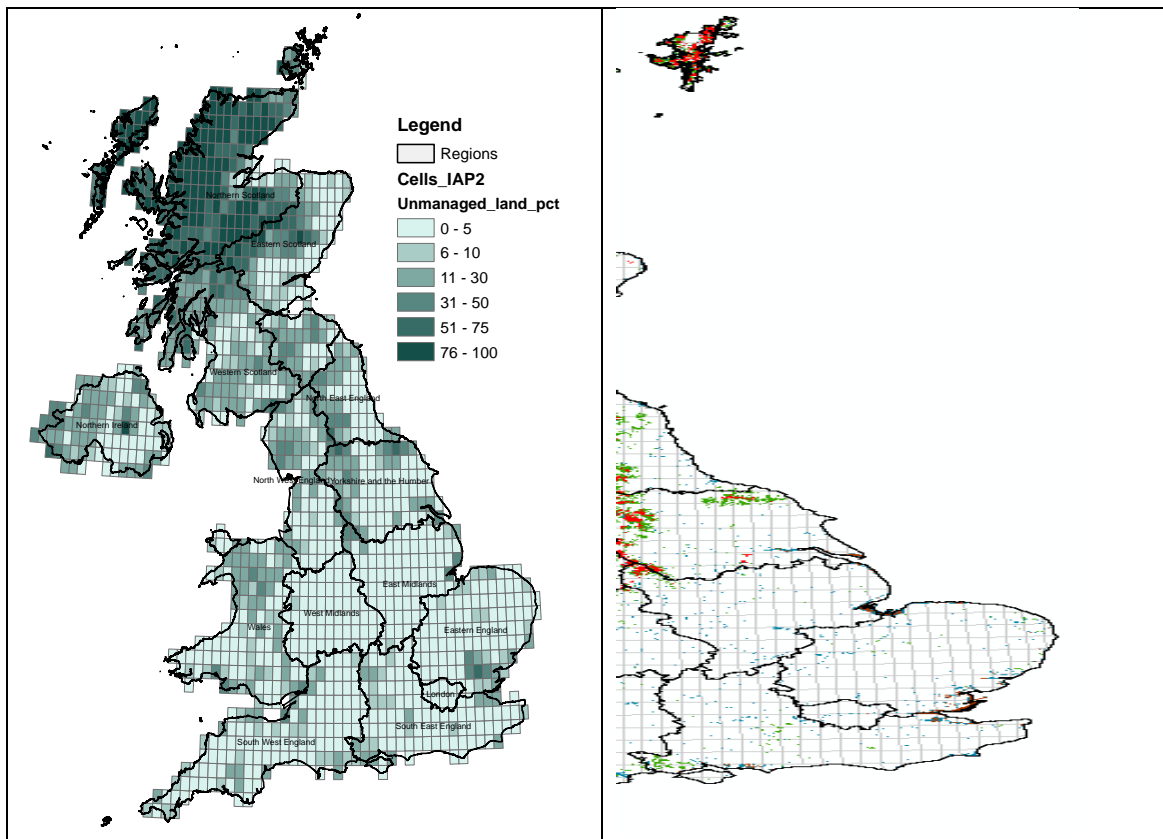 Legend
Regions
Cells_IAP2
Unmanaged_land_pct
0 - 5
6 - 10
11 - 30
31 - 50
51 - 75
76 - 100
Northern Scotland
Eastern Scotland
Western Scotland
North East England
Northern Ireland
North West England
Yorkshire and the Humber
East Midlands
West Midlands
Wales
Eastern England
London
South East England
South West England